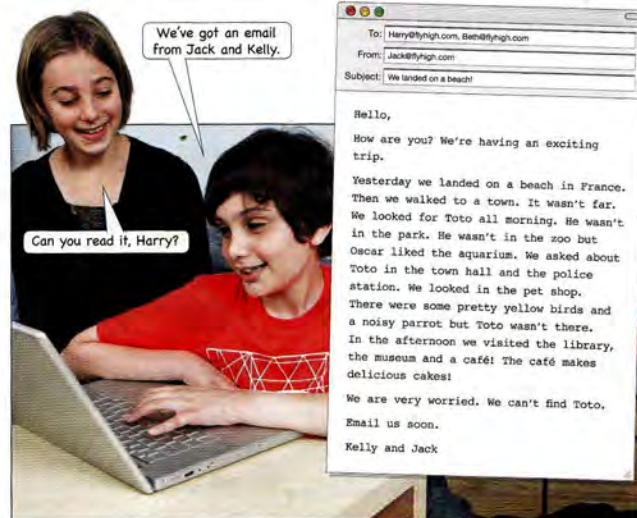 We've got an email
from Jack and Kelly.
Can you read it, Harry?
To: Harry@flyhigh.com, Beth@flyhigh.com
From: Jack@flyhigh.com
Subject: We landed on a beach!
Hello,
How are you? We're having an exciting
trip.
Yesterday we landed on a beach in France.
Then we walked to a town. It wasn't far.
We looked for Toto all morning. He wasn't
in the park. He wasn't in the zoo but
Oscar liked the aquarium. We asked about
Toto in the town hall and the police
station. We looked in the pet shop.
There were some pretty yellow birds and
a noisy parrot but Toto wasn't there.
In the afternoon we visited the library,
the museum and a café! The café makes
delicious cakes!
We are very worried. We can't find Toto.
Email us soon.
Kelly and Jack